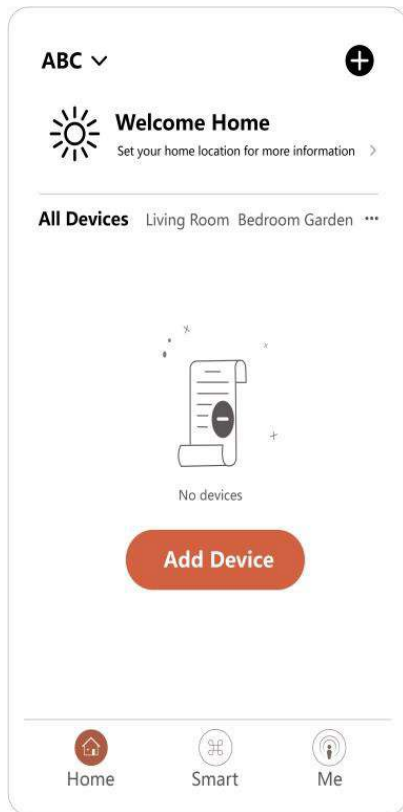 ABC
Welcome Home
Set your home location for more information
All Devices Living Room Bedroom Garden ···
No devices
Add Device
Home Smart Me